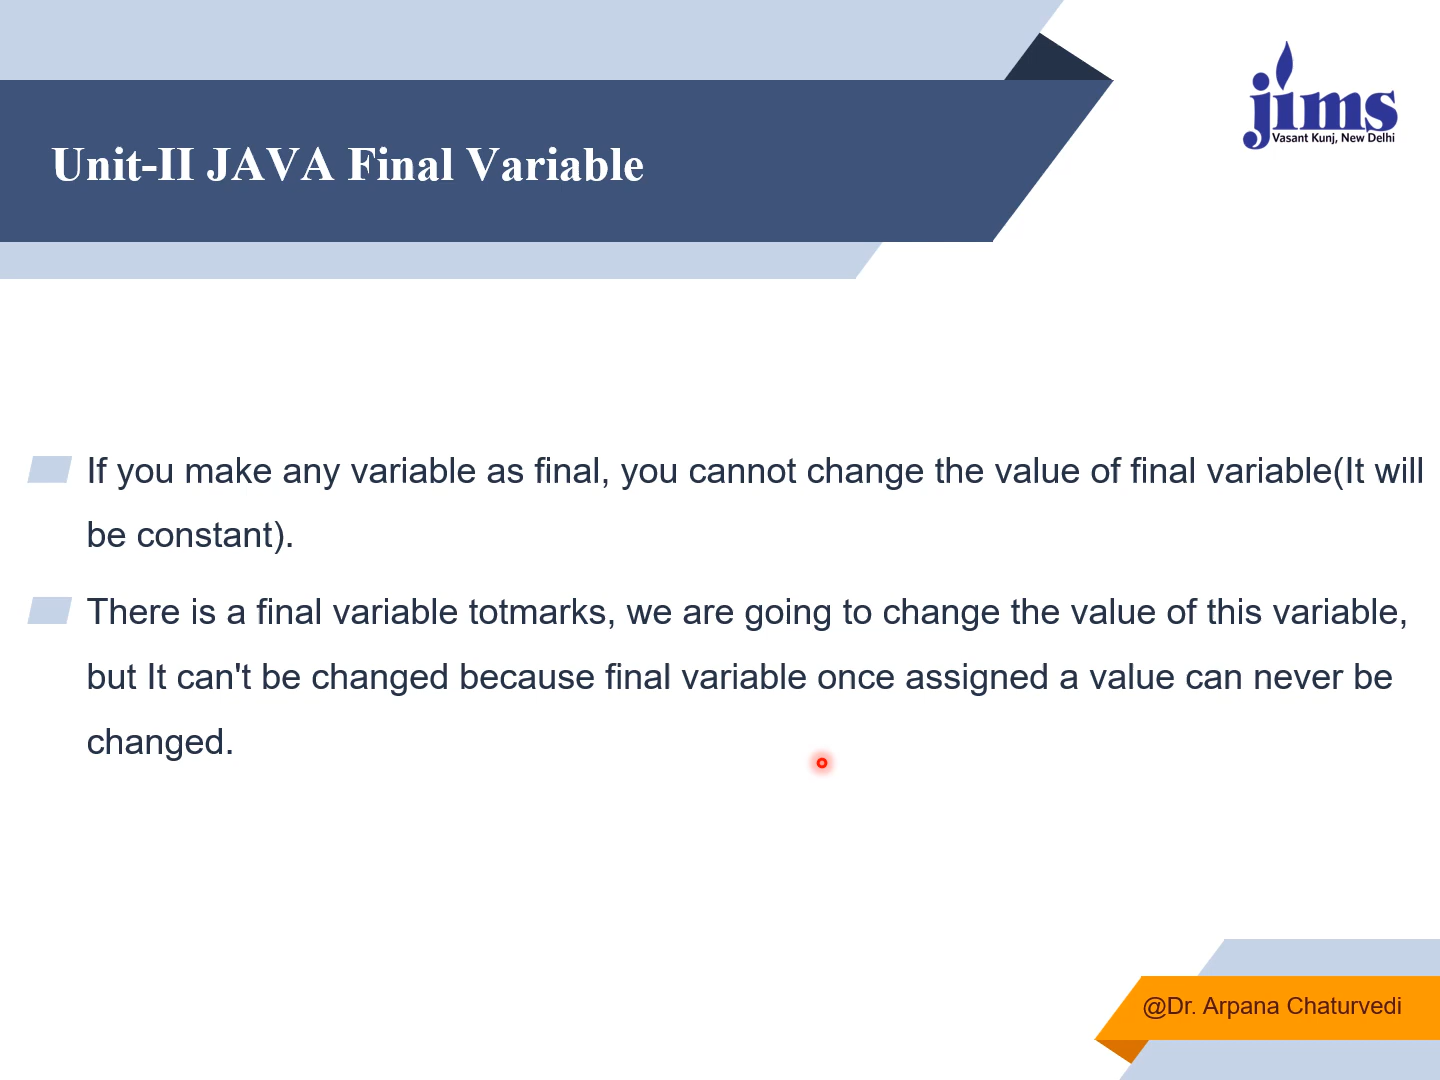 jims
Vasant Kunj, New Delhi
Unit-II JAVA Final Variable
If you make any variable as final, you cannot change the value of final variable(It will
be constant).
There is a final variable totmarks, we are going to change the value of this variable,
but It can't be changed because final variable once assigned a value can never be
changed.
@Dr. Arpana Chaturvedi